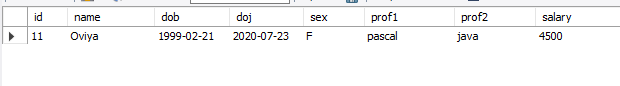 id name dob doj sex prof1 prof2 salary
11 Oviya 1999-02-21 2020-07-23 F pascal java 4500